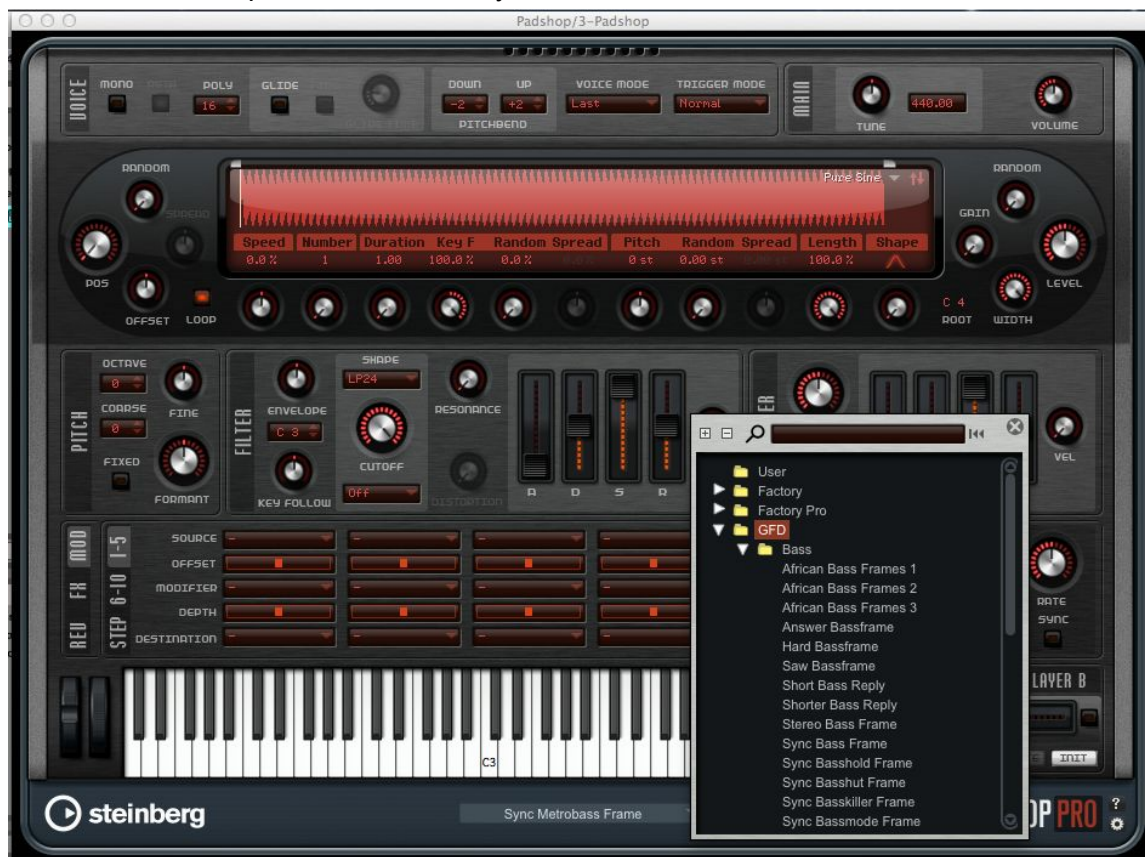 Padshop/3-Padshop
VOICE
MONO
POLY
16
GLIDE
DOWN
UP
-2
+2
PITCHBEND
VOICE MODE
Last
TRIGGER MODE
Normal
MAIN
TUNE
440.00
VOLUME
RANDOM
SPREAD
POS
OFFSET
LOOP
Pure Sine
Speed Number Duration Key F Random Spread Pitch Random Spread Length Shape
0.0 % 1 1.00 100.0 % 0.0 % 0 st 0.00 st 100.0 %
RANDOM
GAIN
LEVEL
C 4
ROOT
WIDTH
PITCH
OCTAVE
0
COARSE
0
FINE
FIXED
FORMANT
FILTER
ENVELOPE
C 3
KEY FOLLOW
SHAPE
LP24
CUTOFF
Off
RESONANCE
DISTORTION
A D S R
VEL
User
Factory
Factory Pro
GFD
Bass
African Bass Frames 1
African Bass Frames 2
African Bass Frames 3
Answer Bassframe
Hard Bassframe
Saw Bassframe
Short Bass Reply
Shorter Bass Reply
Stereo Bass Frame
Sync Bass Frame
Sync Basshold Frame
Sync Basshut Frame
Sync Basskiller Frame
Sync Bassmode Frame
MOD
FX
REV
1-5
6-10
STEP
SOURCE
OFFSET
MODIFIER
DEPTH
DESTINATION
RATE
SYNC
LAYER B
INIT
C3
steinberg
Sync Metrobass Frame
OP PRO
?